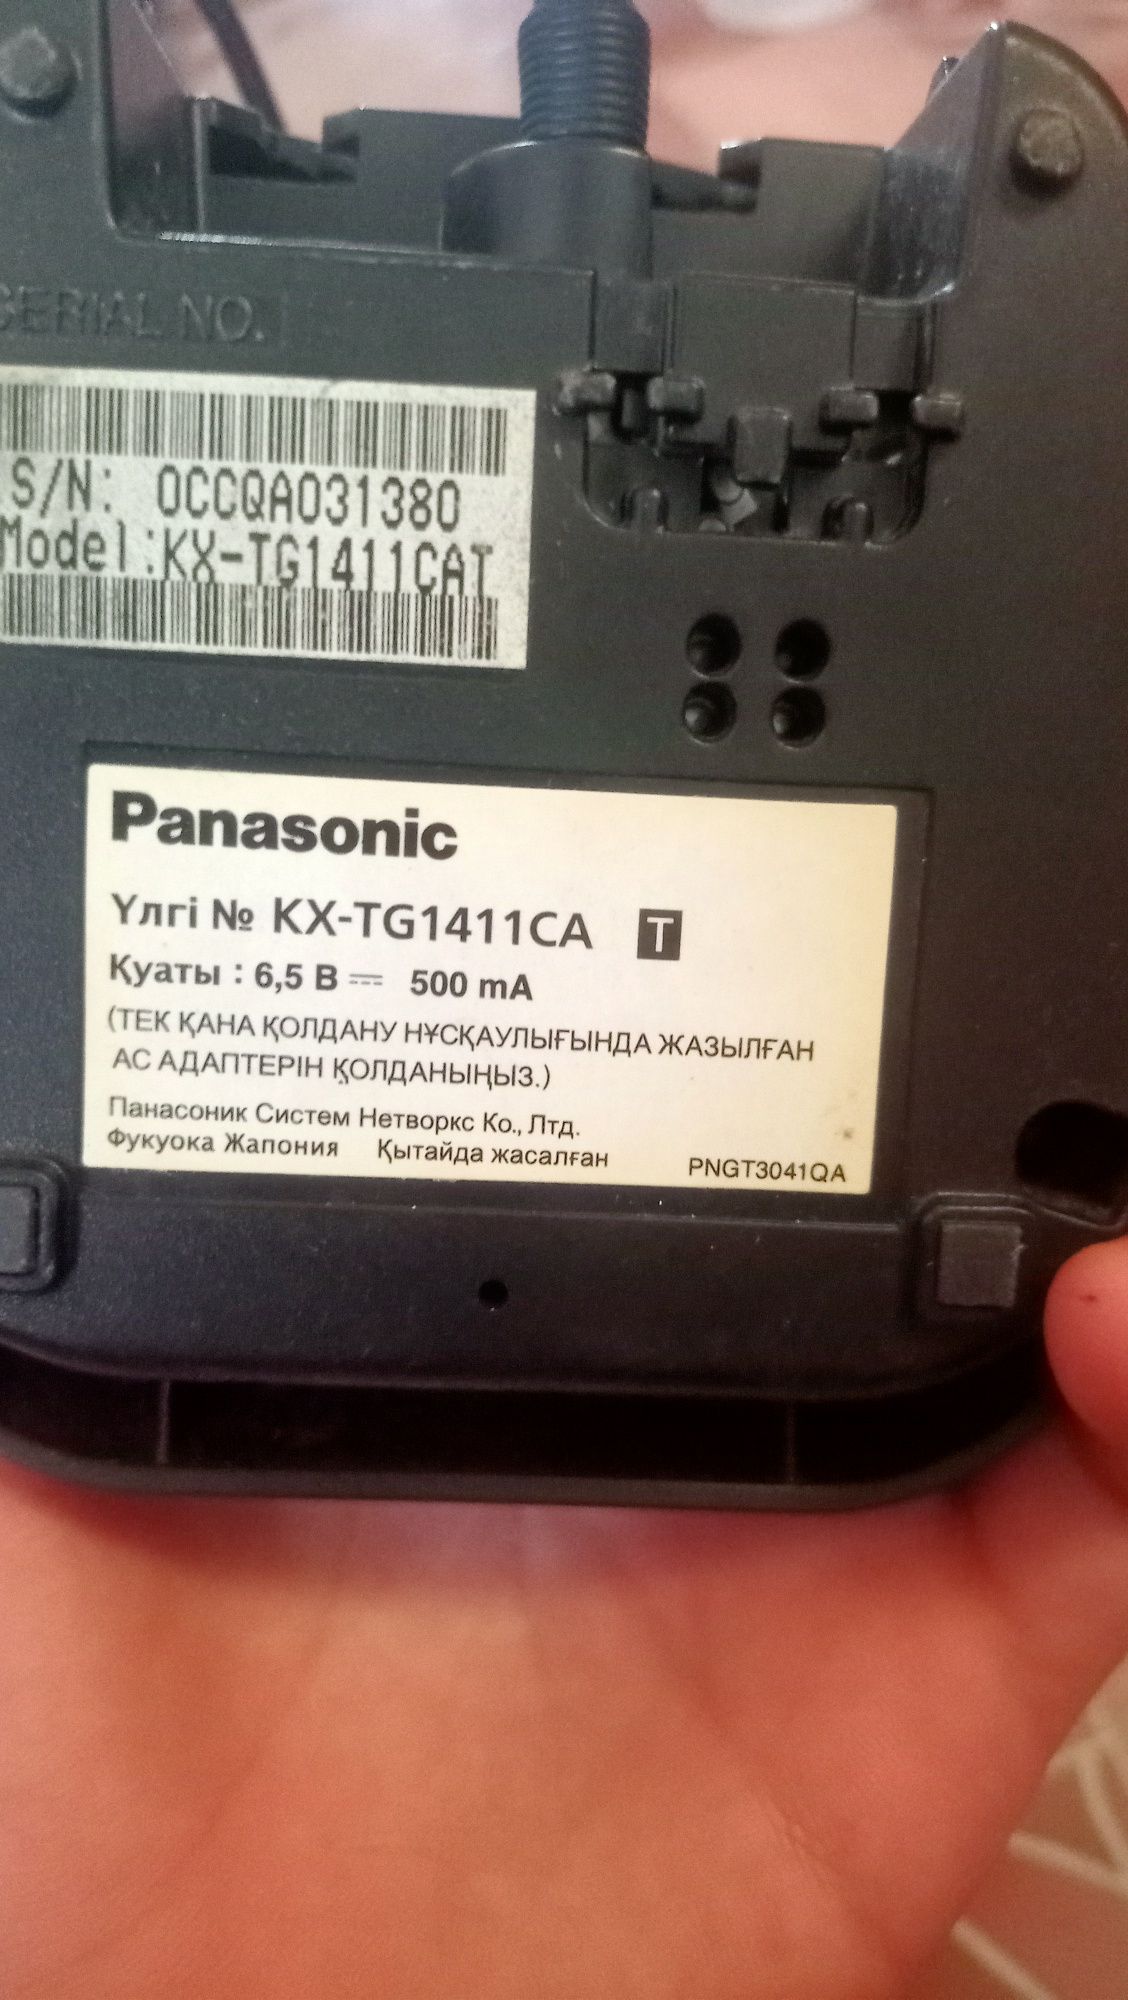 SERIAL NO.
S/N: 0CCQA031380
Model:KX-TG1411CAT
Panasonic
Үлгі № KX-TG1411CA T
Қуаты : 6,5 В 500 mA
(ТЕК ҚАНА ҚОЛДАНУ НҰСҚАУЛЫҒЫНДА ЖАЗЫЛҒАН
АС АДАПТЕРІН ҚОЛДАНЫҢЫЗ.)
Панасоник Систем Нетворкс Ко., Лтд.
Фукуока Жапония Қытайда жасалған PNGT3041QA